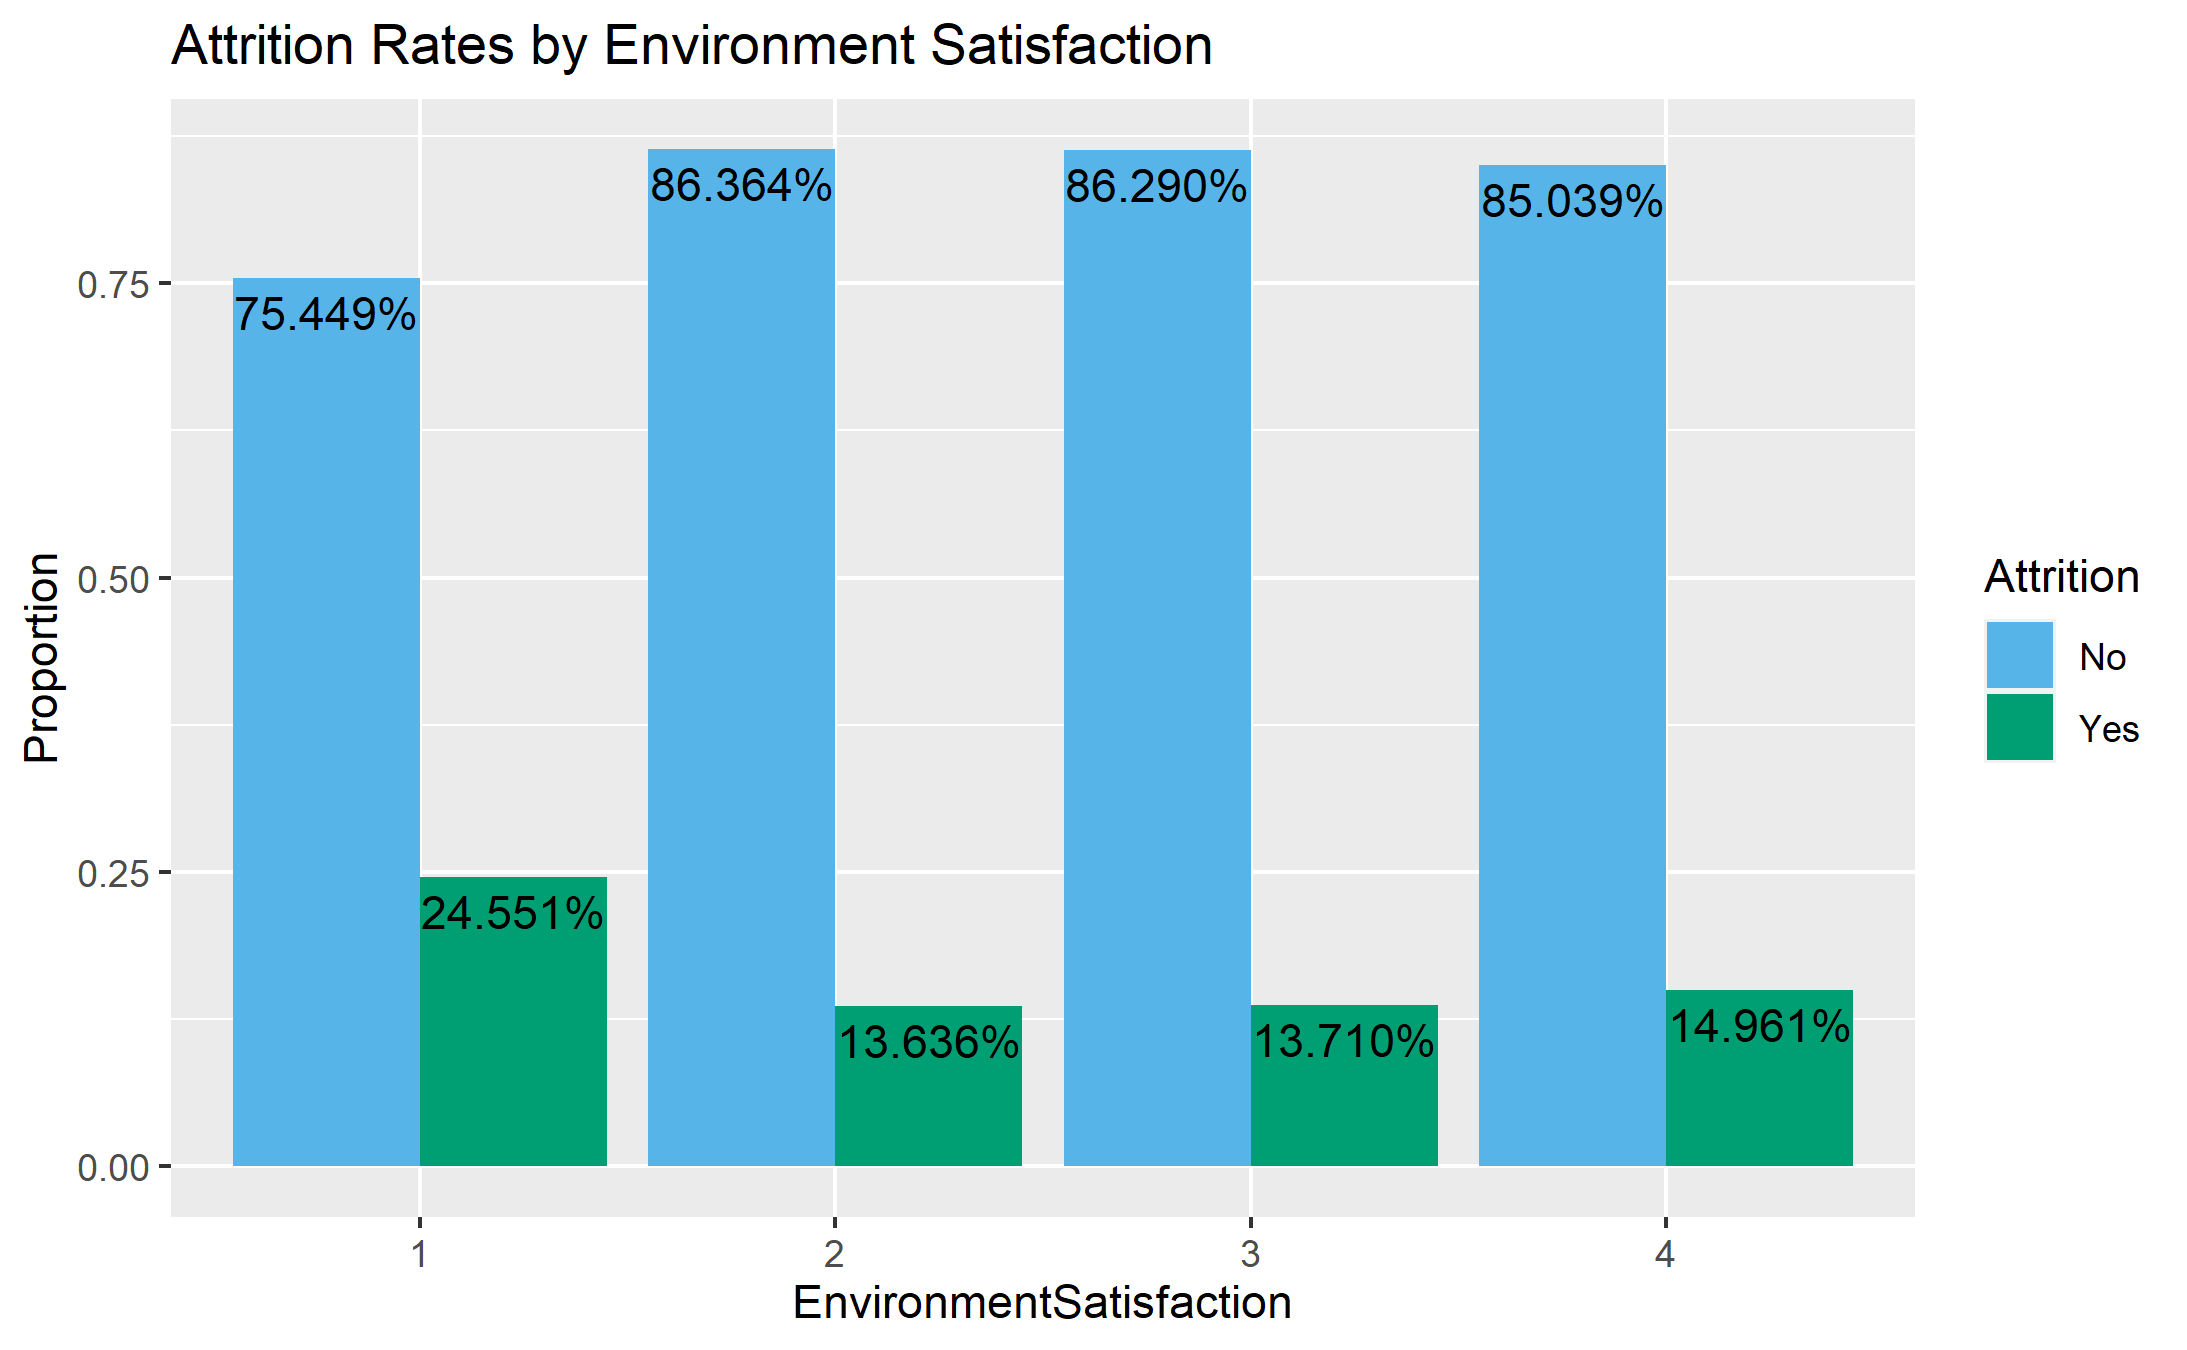 Attrition Rates by Environment Satisfaction
Proportion
0.75
0.50
0.25
0.00
75.449%
24.551%
86.364%
13.636%
86.290%
13.710%
85.039%
14.961%
1
2
3
4
EnvironmentSatisfaction
Attrition
No
Yes